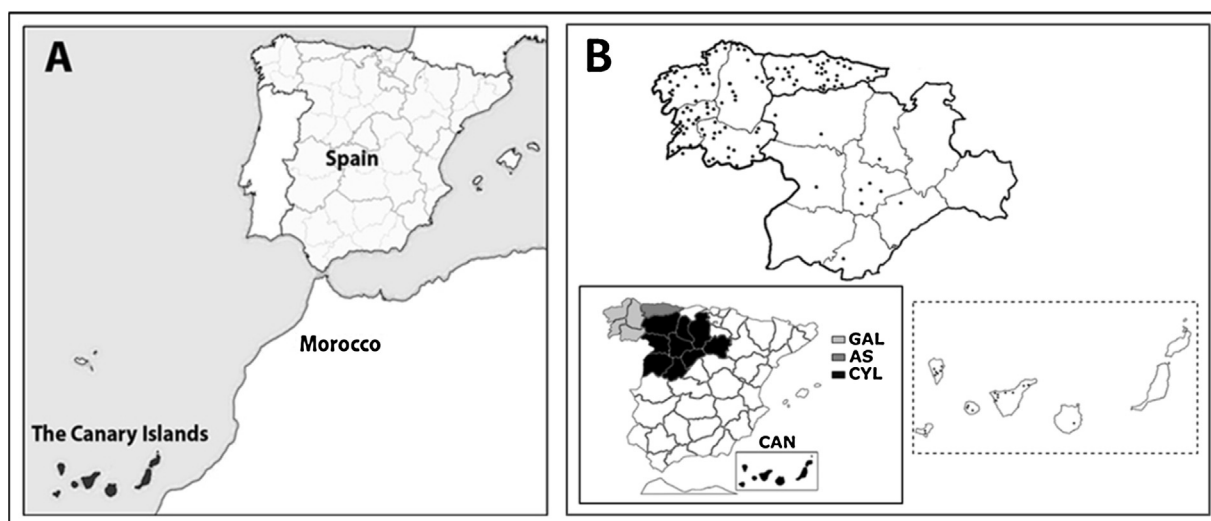 A
Spain
Morocco
The Canary Islands
B
GAL
AS
CYL
CAN